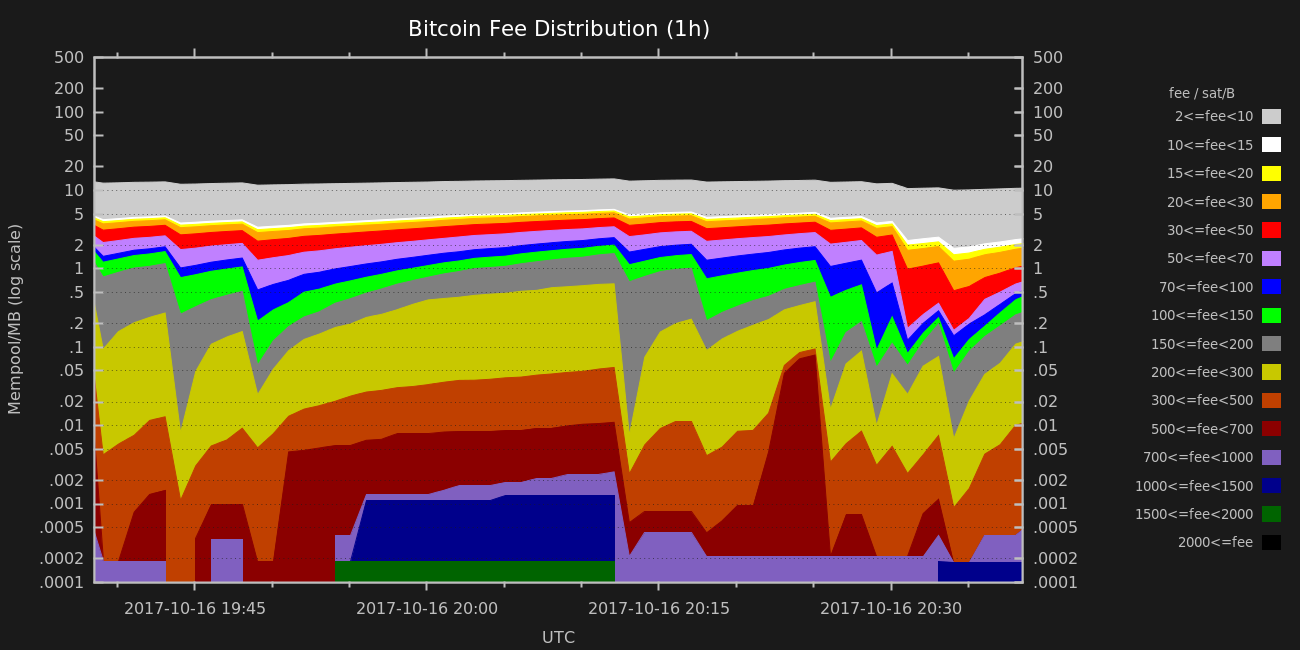 Bitcoin Fee Distribution (1h)
Mempool/MB (log scale)
500
200
100
50
20
10
5
2
1
.5
.2
.1
.05
.02
.01
.005
.002
.001
.0005
.0002
.0001
500
200
100
50
20
10
5
2
1
.5
.2
.1
.05
.02
.01
.005
.002
.001
.0005
.0002
.0001
2017-10-16 19:45
2017-10-16 20:00
2017-10-16 20:15
2017-10-16 20:30
UTC
fee / sat/B
2<=fee<10
10<=fee<15
15<=fee<20
20<=fee<30
30<=fee<50
50<=fee<70
70<=fee<100
100<=fee<150
150<=fee<200
200<=fee<300
300<=fee<500
500<=fee<700
700<=fee<1000
1000<=fee<1500
1500<=fee<2000
2000<=fee